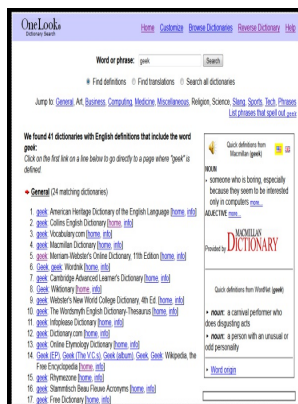 OneLook
Dictionary Search
Home Customize Browse Dictionaries Reverse Dictionary Help
Word or phrase: geek Search
Find definitions Find translations Search all dictionaries
Jump to: General, Art, Business, Computing, Medicine, Miscellaneous, Religion, Science, Slang, Sports, Tech, Phrases
List phrases that spell out geek
We found 41 dictionaries with English definitions that include the word
geek:
Click on the first link on a line below to go directly to a page where "geek" is
defined.
General (24 matching dictionaries)
1. geek: American Heritage Dictionary of the English Language [home, info]
2. geek: Collins English Dictionary [home, info]
3. geek: Vocabulary.com [home, info]
4. geek: Macmillan Dictionary [home, info]
5. geek: Merriam-Webster's Online Dictionary, 11th Edition [home, info]
6. Geek, geek: Wordnik [home, info]
7. geek: Cambridge Advanced Learner's Dictionary [home, info]
8. Geek: Wiktionary [home, info]
9. geek: Webster's New World College Dictionary, 4th Ed. [home, info]
10. geek: The Wordsmyth English Dictionary-Thesaurus [home, info]
11. geek: Infoplease Dictionary [home, info]
12. geek: Dictionary.com [home, info]
13. geek: Online Etymology Dictionary [home, info]
14. Geek (EP), Geek (The V.C.s), Geek (album), Geek, Geek: Wikipedia, the
Free Encyclopedia [home, info]
15. geek: Rhymezone [home, info]
16. geek: Stammtisch Beau Fleuve Acronyms [home, info]
17. geek: Free Dictionary [home, info]
Quick definitions from
Macmillan (geek)
NOUN
someone who is boring, especially
because they seem to be interested
only in computers more...
ADJECTIVE more...
Provided by MACMILLAN DICTIONARY
Quick definitions from WordNet (geek)
noun: a carnival performer who
does disgusting acts
noun: a person with an unusual or
odd personality
Word origin